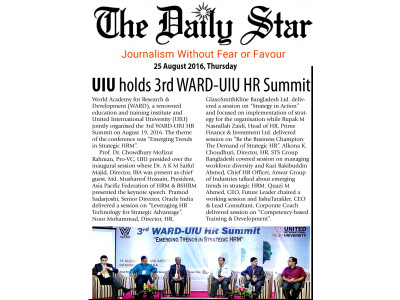 The Daily Star
Journalism Without Fear or Favour
25 August 2016, Thursday
UIU holds 3rd WARD-UIU HR Summit
World Academy for Research &
Development (WARD), a renowned
education and training institute and
United International University (UIU)
jointly organised the 3rd WARD-UIU HR
Summit on August 19, 2016. The theme
of the conference was "Emerging Trends
in Strategic HRM".
Prof. Dr. Chowdhury Mofizur
Rahman, Pro-VC, UIU presided over the
inaugural session where Dr. A K M Saiful
Majid, Director, IBA was present as chief
guest. Md. Musharrof Hossain, President,
Asia Pacific Federation of HRM & BSHRM
presented the keynote speech. Pramod
Sadarjoshi, Senior Director, Oracle India
delivered a session on "Leveraging HR
Technology for Strategic Advantage".
Noor Mohammad, Director, HR,
GlaxoSmithKline Bangladesh Ltd. deliv-
ered a session on "Strategy in Action"
and focused on implementation of strat-
egy for the organisation while Rupak M
Nasrullah Zaidi, Head of HR, Prime
Finance & Investment Ltd. delivered
session on "Be the Business Champion:
The Demand of Strategic HR". Alkona K.
Choudhuri, Director, HR, STS Group
Bangladesh covered session on managing
workforce diversity and Kazi Rakibuddin
Ahmed, Chief HR Officer, Anwar Group
of Industries talked about emerging
trends in strategic HRM. Quazi M
Ahmed, CEO, Future Leader chaired a
working session and
CEO
& Lead Consultant, Corporate Coach
delivered session on "Competency-based
Training & Development".
3rd WARD-UIU HR Summit
"EMERGING TRENDS IN STRATEGIC HRM"
UNITED
UNIVERSITY